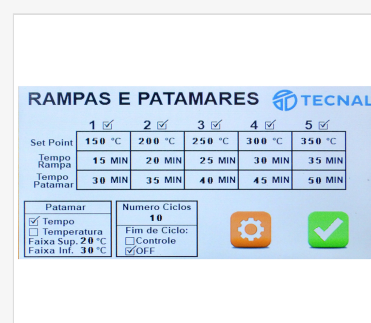 RAMPAS E PATAMARES TECNAL
1 2 3 4 5
Set Point 150 °C 200 °C 250 °C 300 °C 350 °C
Tempo Rampa 15 MIN 20 MIN 25 MIN 30 MIN 35 MIN
Tempo Patamar 30 MIN 35 MIN 40 MIN 45 MIN 50 MIN
Patamar
Tempo
Temperatura
Faixa Sup. 20 °C
Faixa Inf. 30 °C
Numero Ciclos
10
Fim de Ciclo:
Controle
OFF